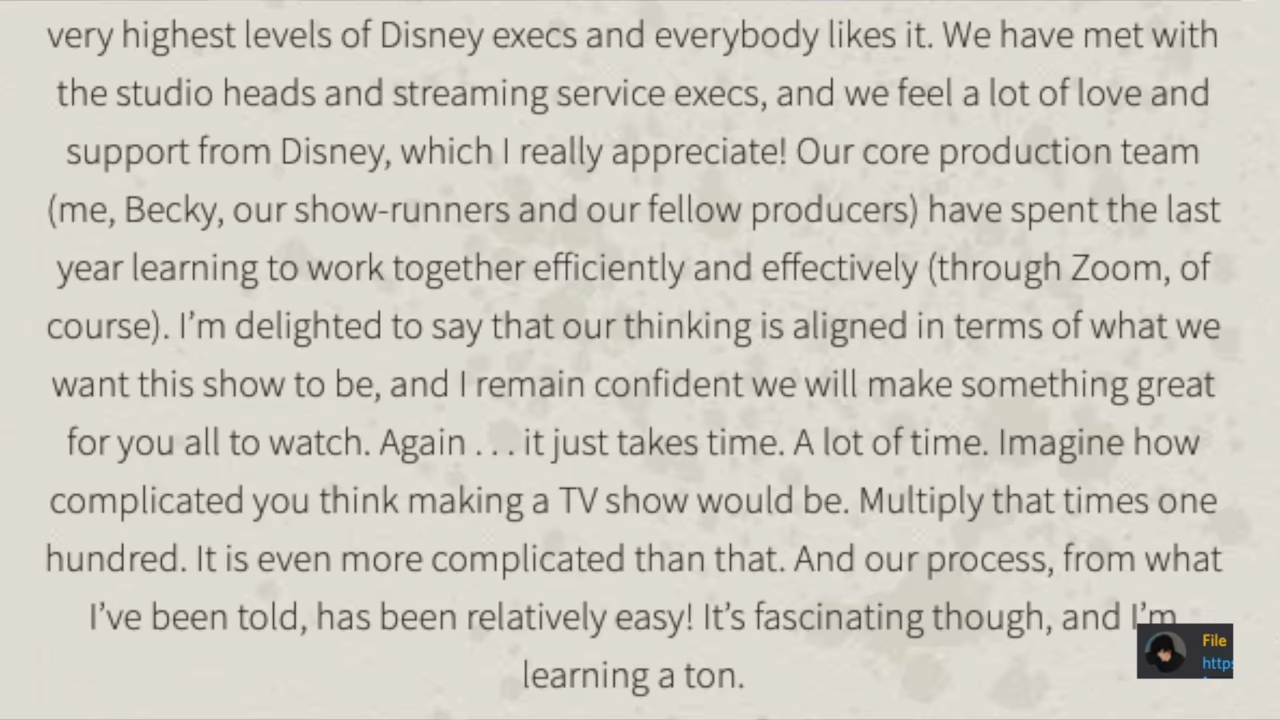 very highest levels of Disney execs and everybody likes it. We have met with
the studio heads and streaming service execs, and we feel a lot of love and
support from Disney, which I really appreciate! Our core production team
(me, Becky, our show-runners and our fellow producers) have spent the last
year learning to work together efficiently and effectively (through Zoom, of
course). I’m delighted to say that our thinking is aligned in terms of what we
want this show to be, and I remain confident we will make something great
for you all to watch. Again . . . it just takes time. A lot of time. Imagine how
complicated you think making a TV show would be. Multiply that times one
hundred. It is even more complicated than that. And our process, from what
I’ve been told, has been relatively easy! It’s fascinating though, and I’m
learning a ton.
File
https